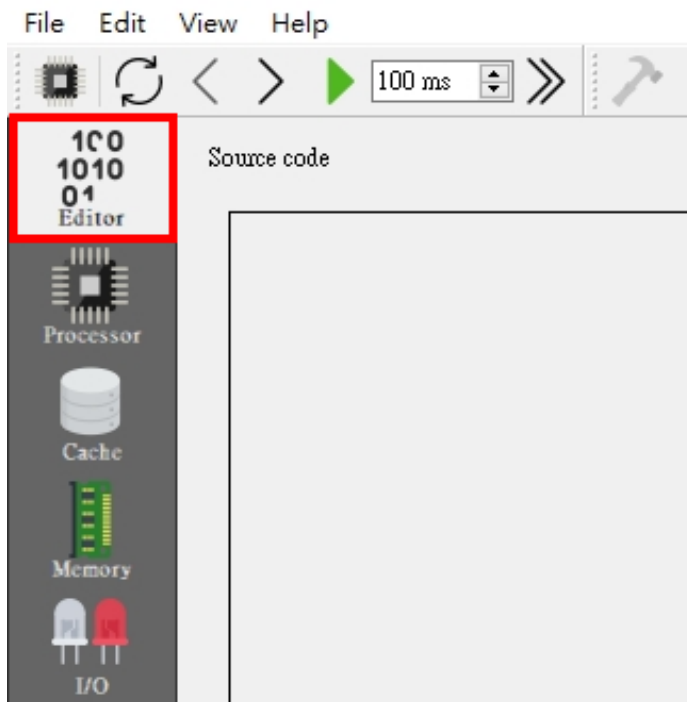 File Edit View Help
100 ms
100
1010
01
Editor
Source code
Processor
Cache
Memory
I/O